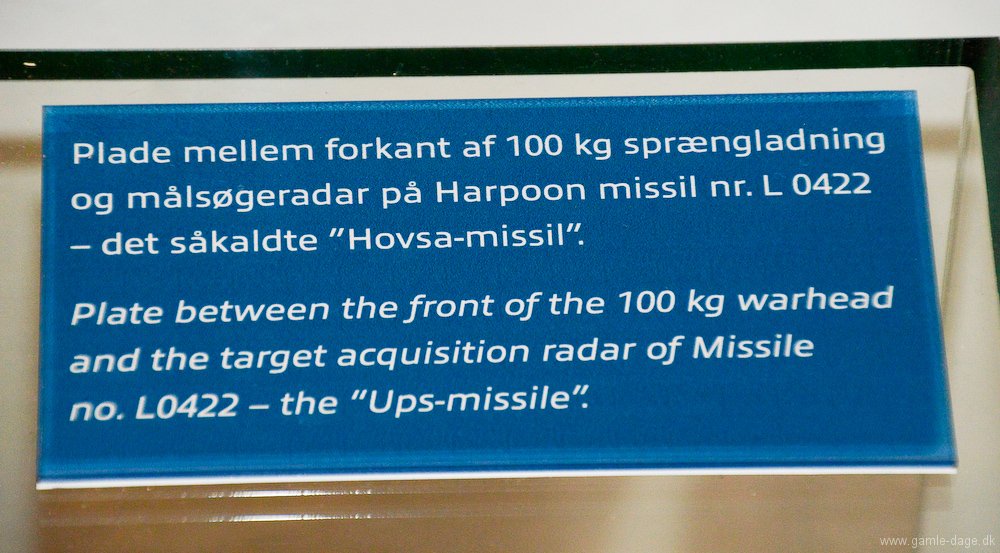 Plade mellem forkant af 100 kg sprængladning
og målsøgeradar på Harpoon missil nr. L 0422
– det såkaldte ”Hovsa-missil”.
Plate between the front of the 100 kg warhead
and the target acquisition radar of Missile
no. L0422 – the “Ups-missile”.
www.gamle-dage.dk